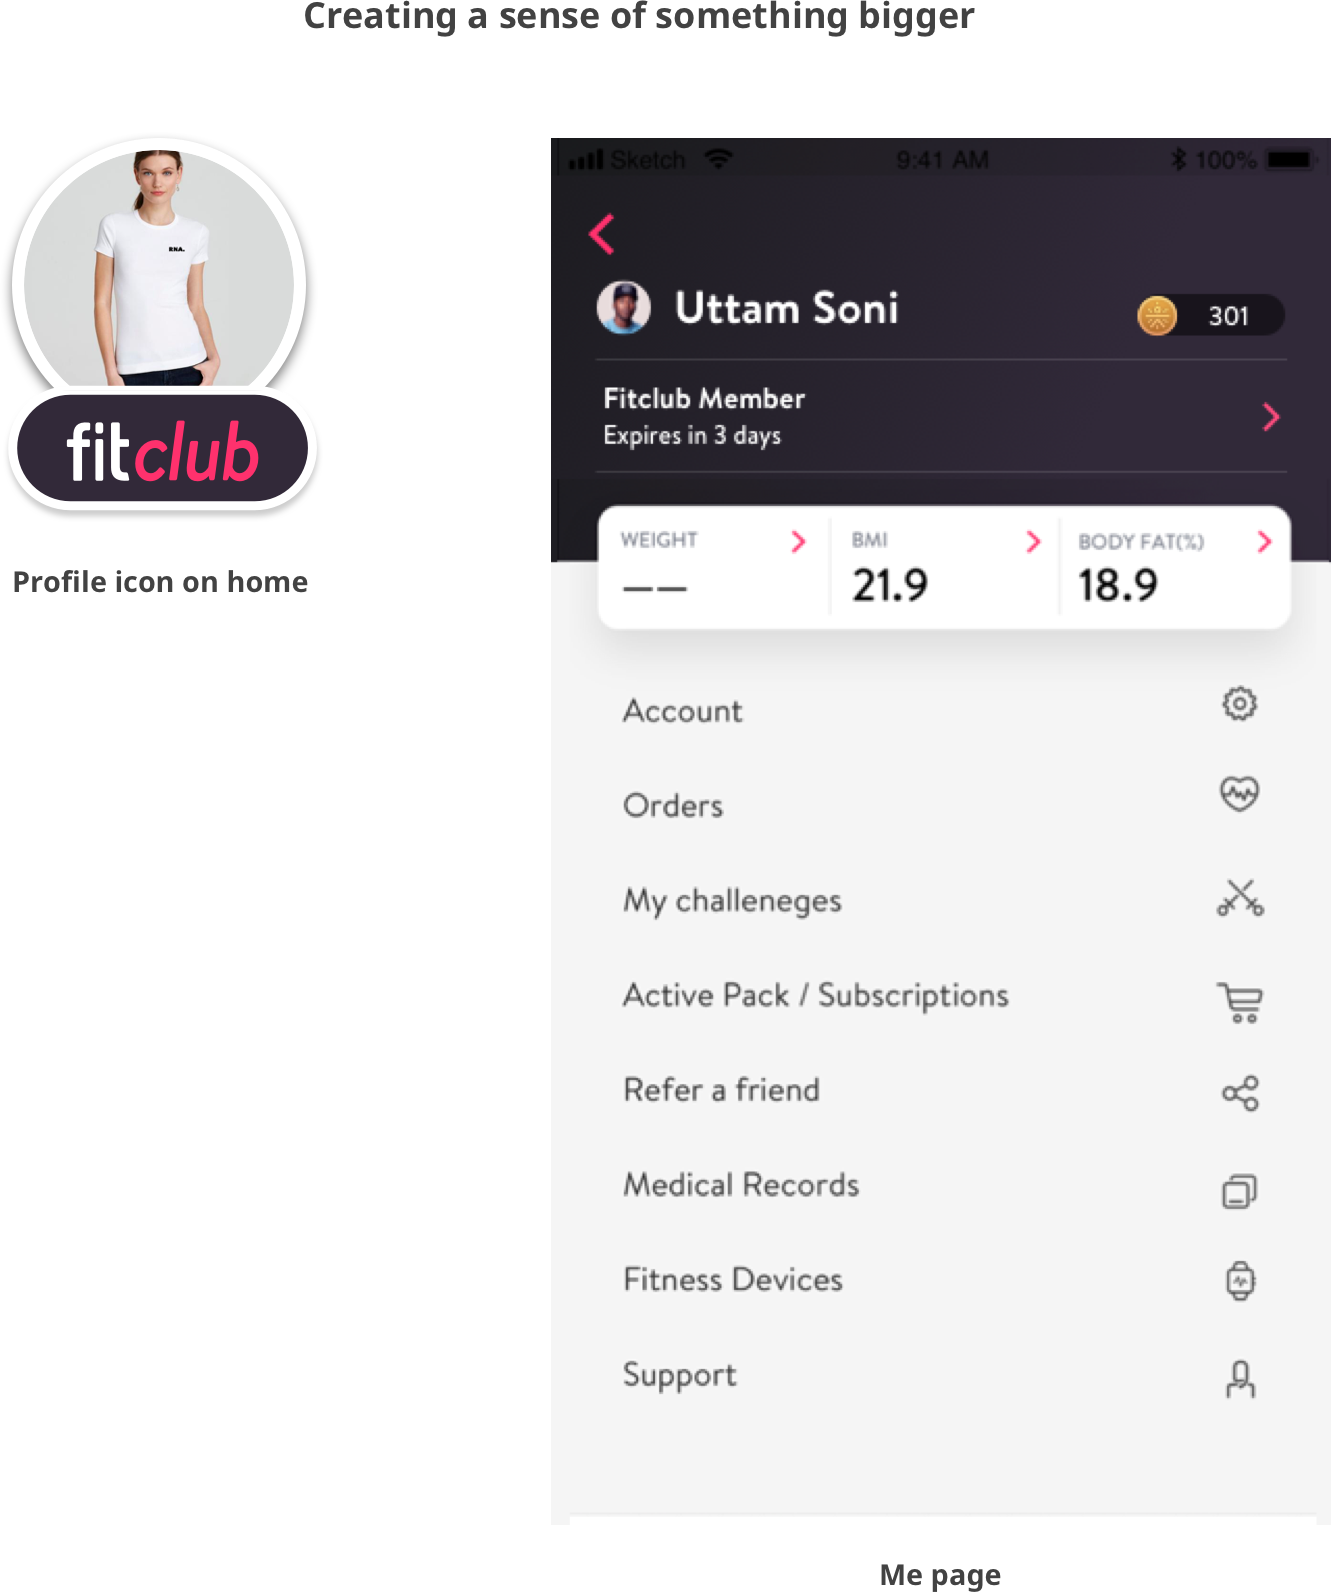 Creating a sense of something bigger
RNA.
fitclub
Profile icon on home
Sketch 9:41 AM 100%
Uttam Soni 301
Fitclub Member
Expires in 3 days
WEIGHT BMI BODY FAT(%)
—— 21.9 18.9
Account
Orders
My challeneges
Active Pack / Subscriptions
Refer a friend
Medical Records
Fitness Devices
Support
Me page